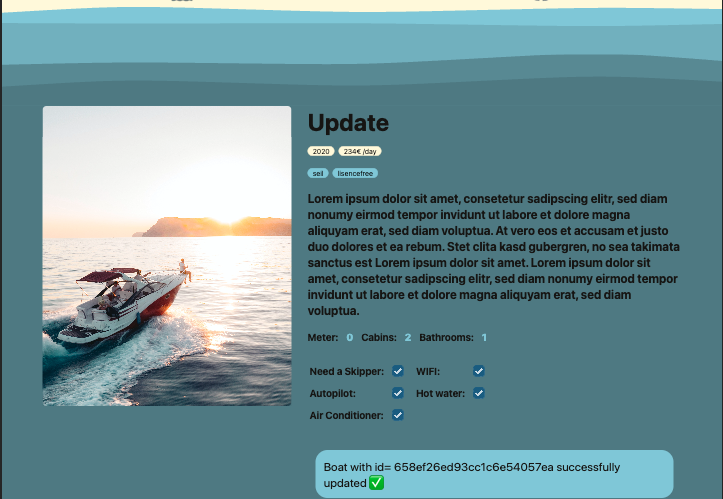 Update
2020 234€ /day
seil lisencefree
Lorem ipsum dolor sit amet, consetetur sadipscing elitr, sed diam
nonumy eirmod tempor invidunt ut labore et dolore magna
aliquyam erat, sed diam voluptua. At vero eos et accusam et justo
duo dolores et ea rebum. Stet clita kasd gubergren, no sea takimata
sanctus est Lorem ipsum dolor sit amet. Lorem ipsum dolor sit
amet, consetetur sadipscing elitr, sed diam nonumy eirmod tempor
invidunt ut labore et dolore magna aliquyam erat, sed diam
voluptua.
Meter: 0 Cabins: 2 Bathrooms: 1
Need a Skipper: WIFI:
Autopilot: Hot water:
Air Conditioner:
Boat with id= 658ef26ed93cc1c6e54057ea successfully
updated ✅